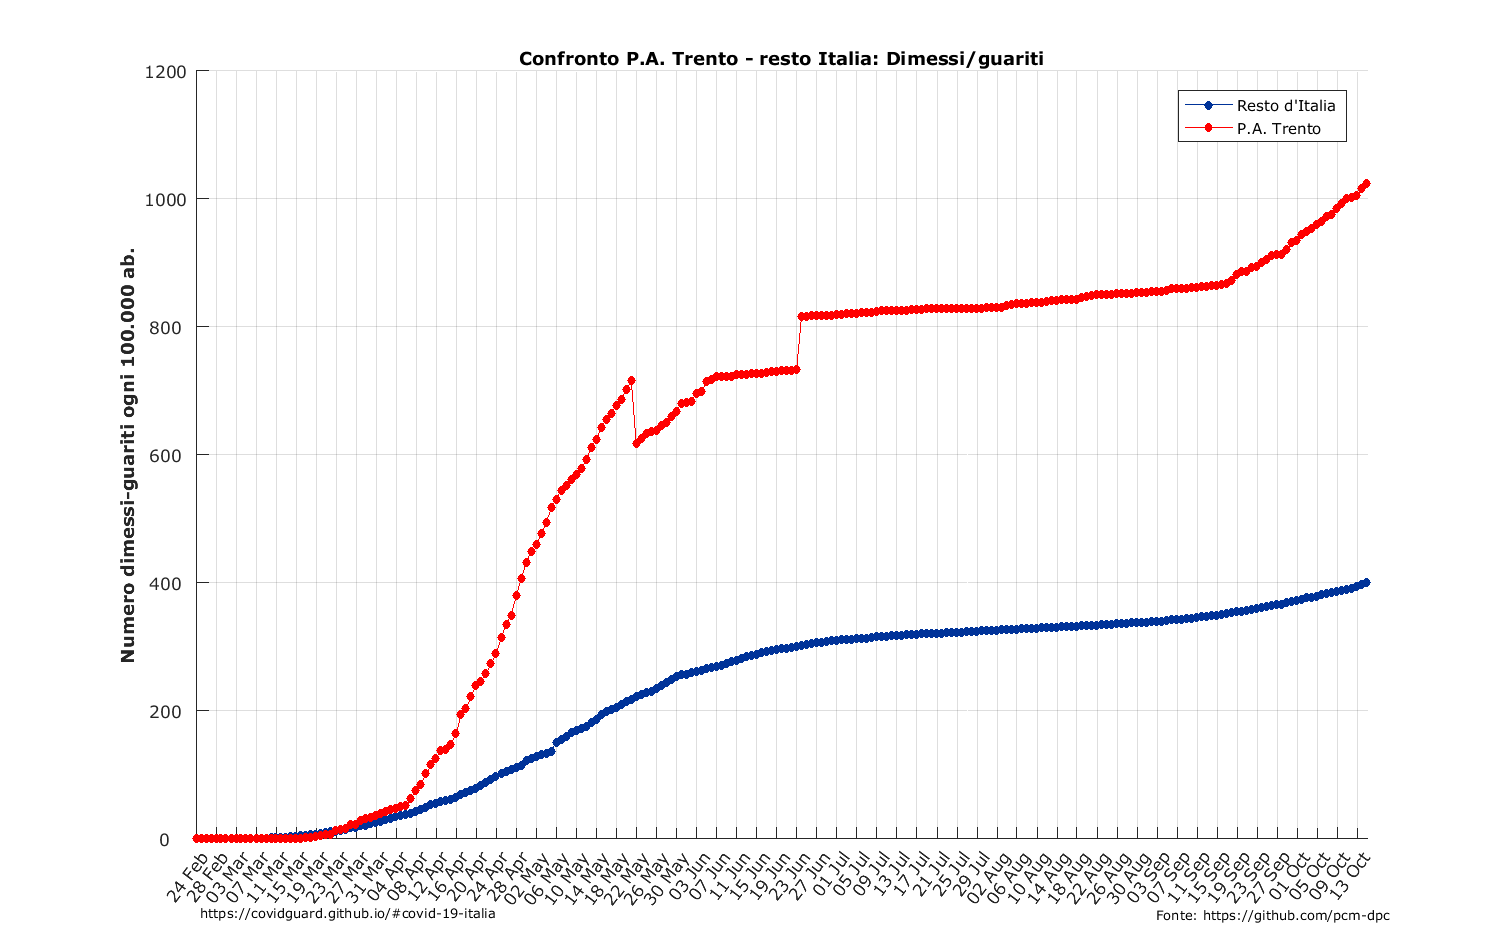 Confronto P.A. Trento - resto Italia: Dimessi/guariti
Resto d'Italia
P.A. Trento
Numero dimessi-guariti ogni 100.000 ab.
1200
1000
800
600
400
200
0
24 Feb
28 Feb
03 Mar
07 Mar
11 Mar
15 Mar
19 Mar
23 Mar
27 Mar
31 Mar
04 Apr
08 Apr
12 Apr
16 Apr
20 Apr
24 Apr
28 Apr
02 May
06 May
10 May
14 May
18 May
22 May
26 May
30 May
03 Jun
07 Jun
11 Jun
15 Jun
19 Jun
23 Jun
27 Jun
01 Jul
05 Jul
09 Jul
13 Jul
17 Jul
21 Jul
25 Jul
29 Jul
02 Aug
06 Aug
10 Aug
14 Aug
18 Aug
22 Aug
26 Aug
30 Aug
03 Sep
07 Sep
11 Sep
15 Sep
19 Sep
23 Sep
27 Sep
01 Oct
05 Oct
09 Oct
13 Oct
https://covidguard.github.io/#covid-19-italia
Fonte: https://github.com/pcm-dpc